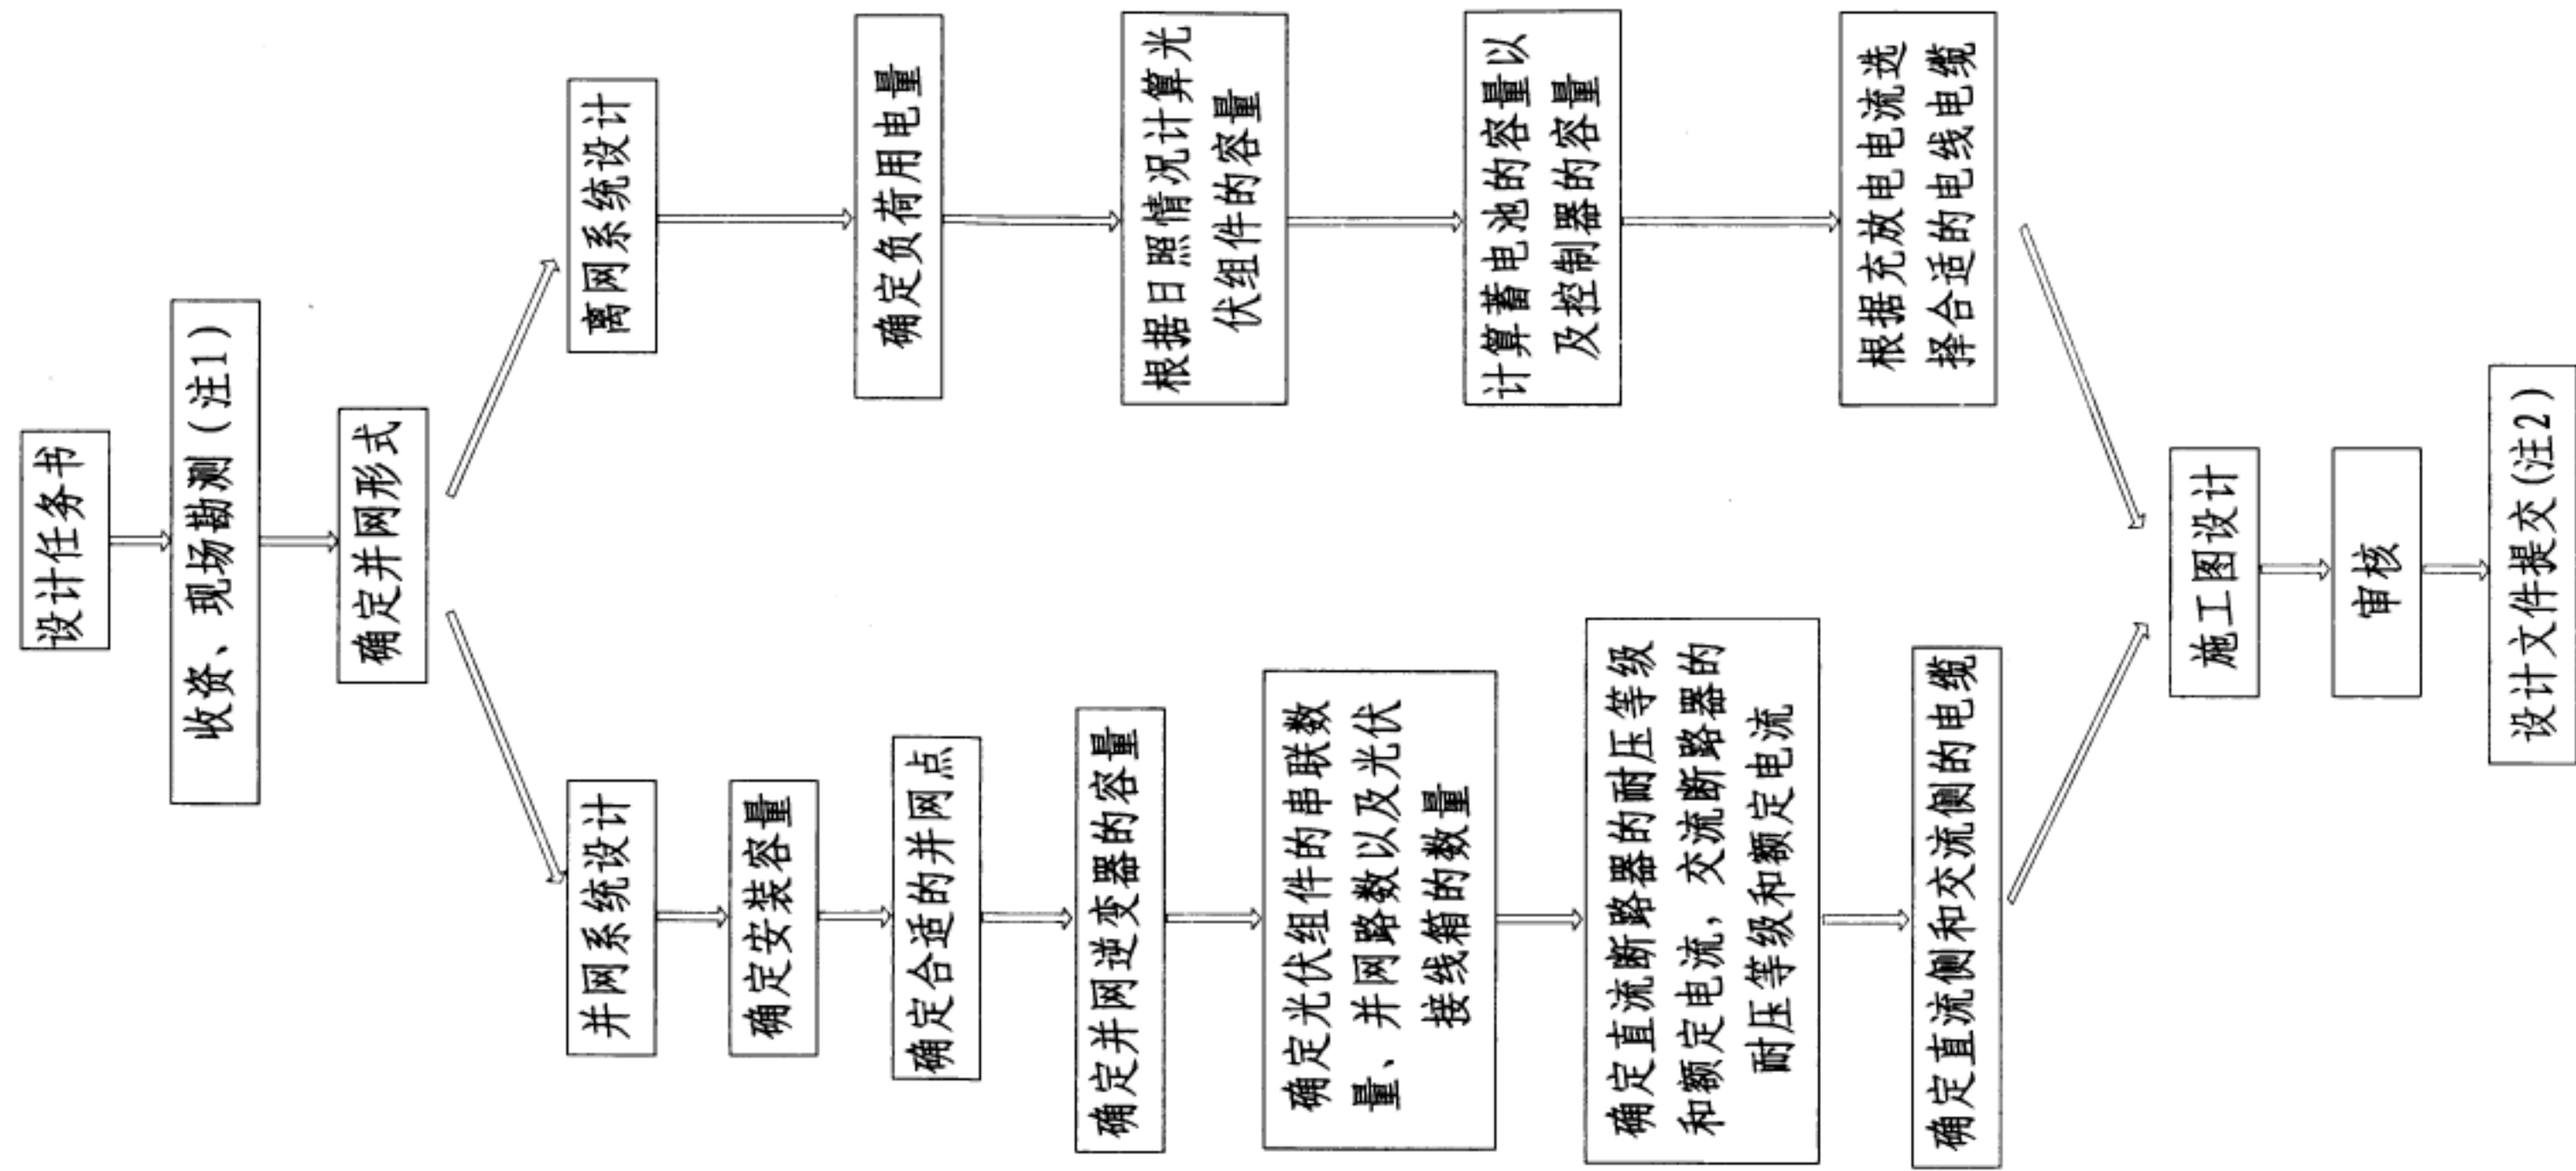 设计任务书
收资、现场勘测（注1）
确定并网形式
并网系统设计
确定安装容量
确定合适的并网点
确定并网逆变器的容量
确定光伏组件的串联数
量、并网路数以及光伏
接线箱的数量
确定直流断路器的耐压等级
和额定电流，交流断路器的
耐压等级和额定电流
确定直流侧和交流侧的电缆
离网系统设计
确定负荷用电量
根据日照情况计算光
伏组件的容量
计算蓄电池的容量以
及控制器的容量
根据充放电电流选
择合适的电线电缆
施工图设计
审核
设计文件提交(注2)